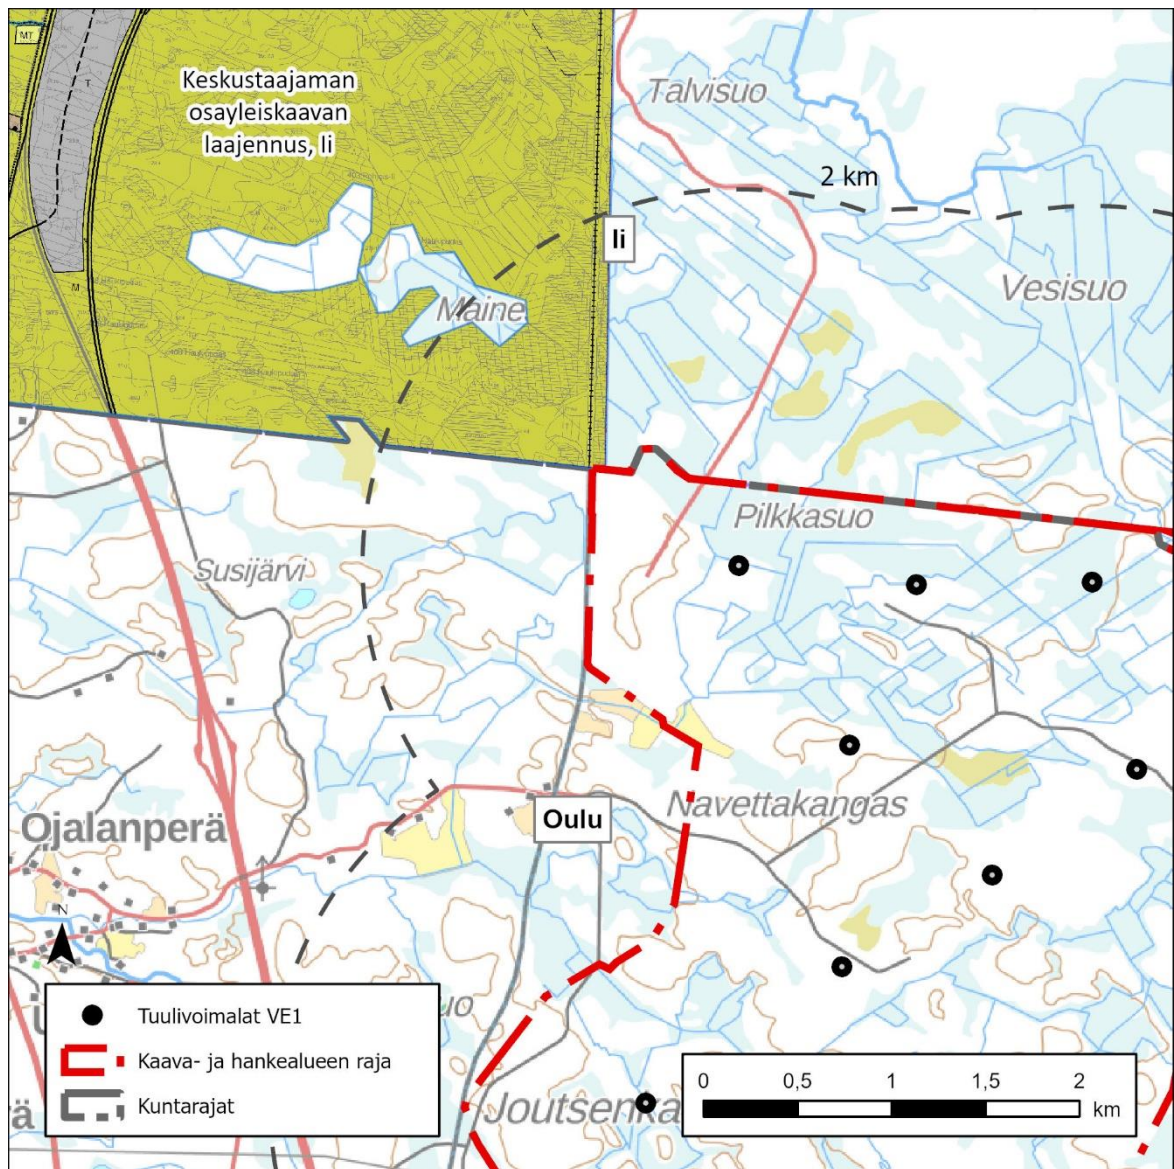 MT
T
Keskustaajaman
osayleiskaavan
laajennus, Ii
Talvisuo
2 km
Ii
Vesisuo
Maine
M
Pilkkasuo
Susijärvi
Navettakangas
Oulu
Ojalanperä
N
uo
Joutsenka
ä
Tuulivoimalat VE1
Kaava- ja hankealueen raja
Kuntarajat
0 0,5 1 1,5 2
km